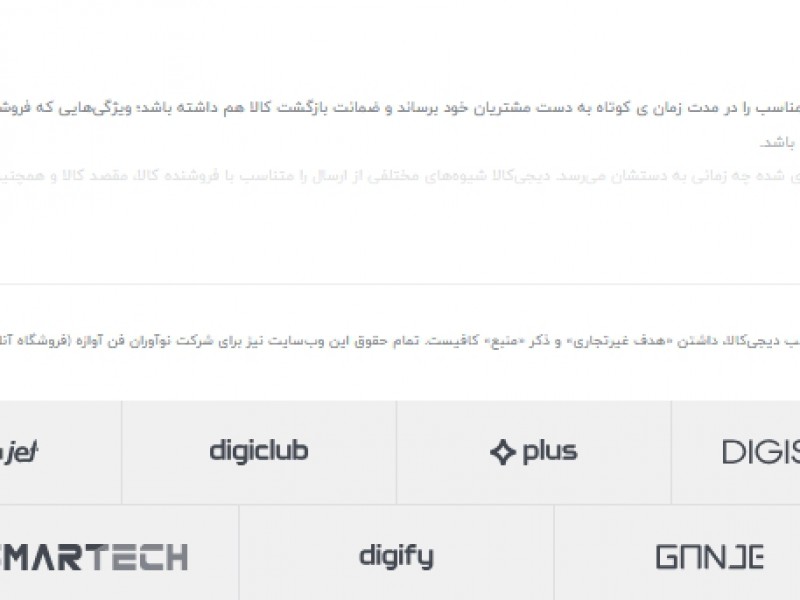 مناسب را در مدت زمان ی کوتاه به دست مشتریان خود برساند و ضمانت بازگشت کالا هم داشته باشد؛ ویژگی‌هایی که فروش
باشد.
شده چه زمانی به دستشان می‌رسد. دیجی‌کالا شیوه‌های مختلفی از ارسال را متناسب با فروشنده کالا، مقصد کالا و همچنی
دیجی‌کالا، داشتن «هدف غیرتجاری» و ذکر «منبع» کافیست. تمام حقوق این وب‌سایت نیز برای شرکت نوآوران فن آوازه (فروشگاه آنل
jet digiclub plus DIGIS
MARTECH digify GANJE